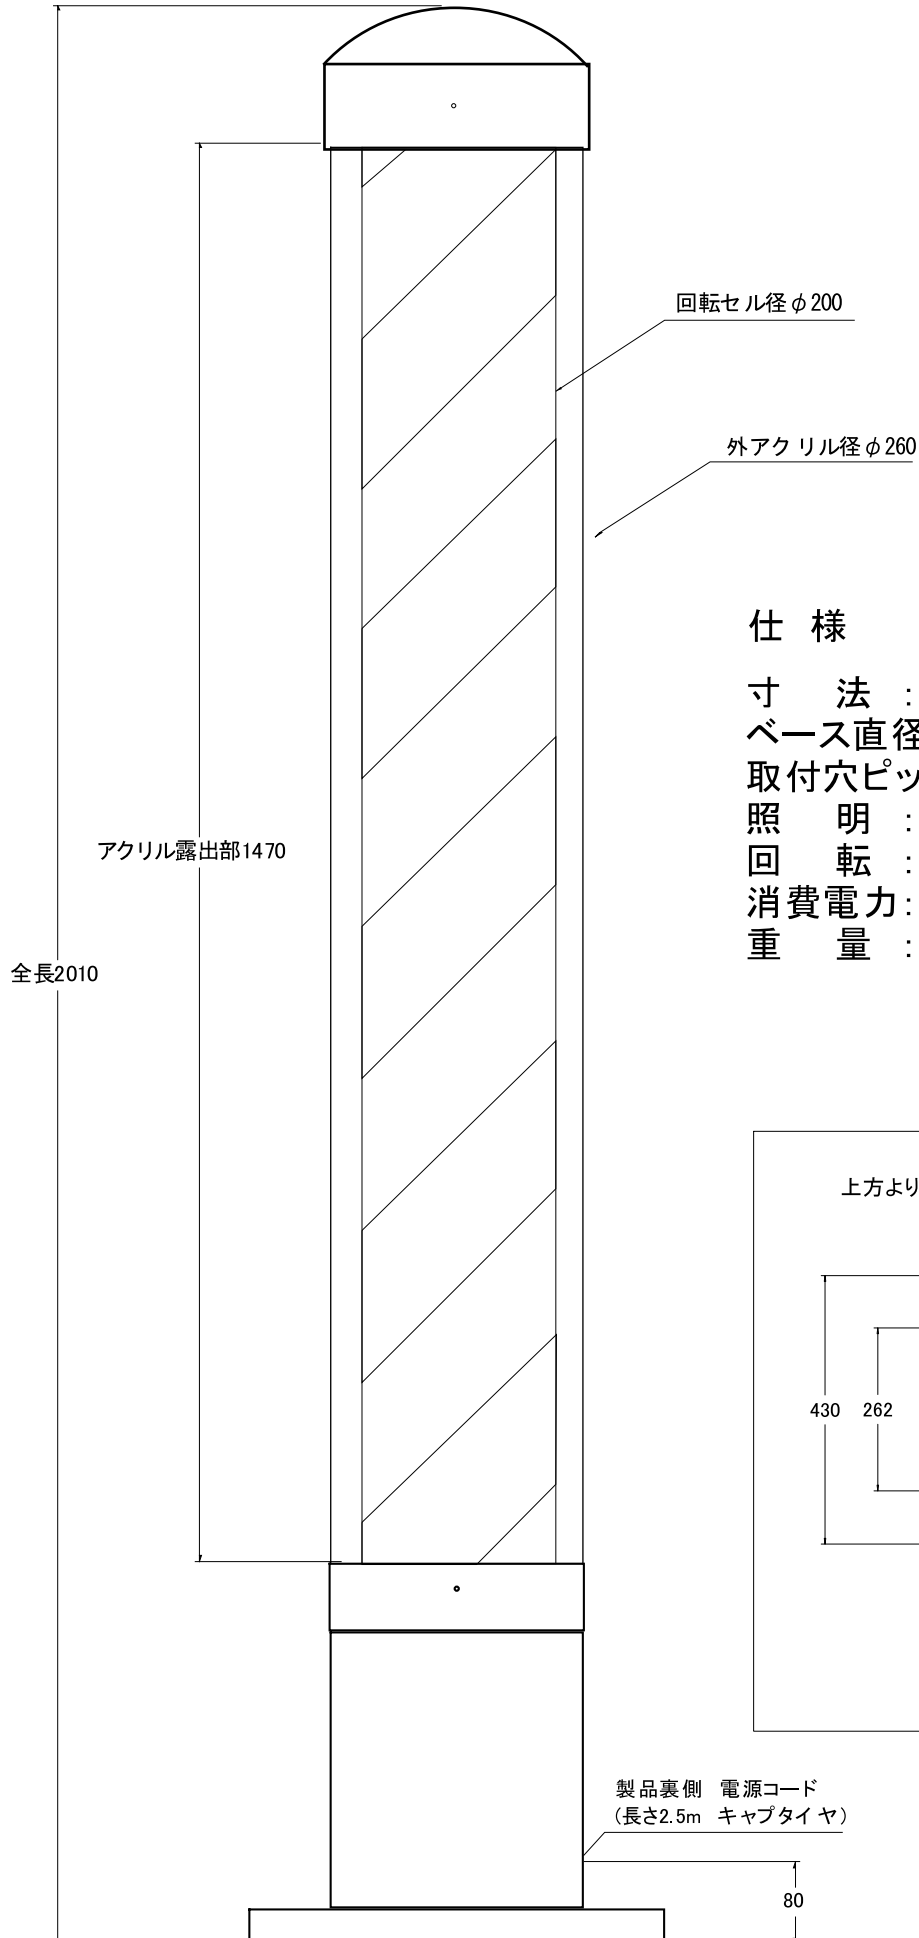 回転セル径φ200
外アクリル径φ260
仕 様
寸 法 :
ベース直径
取付穴ピッ
照 明 :
回 転 :
消費電力:
重 量 :
アクリル露出部1470
全長2010
上方より
430 262
製品裏側 電源コード
(長さ2.5m キャプタイヤ)
80